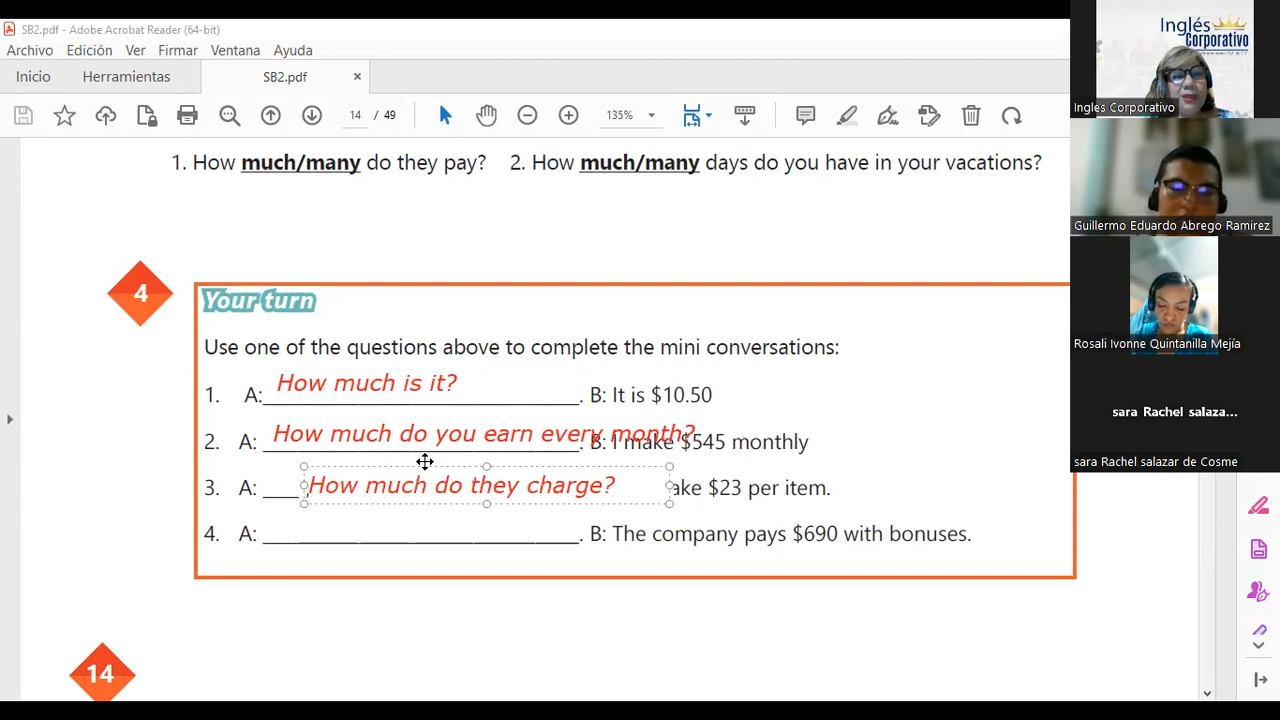 SB2.pdf - Adobe Acrobat Reader (64-bit)
Archivo Edición Ver Firmar Ventana Ayuda
Inicio Herramientas SB2.pdf ×
14 / 49 135%
1. How much/many do they pay? 2. How much/many days do you have in your vacations?
4
Your turn
Use one of the questions above to complete the mini conversations:
How much is it?
1. A:__________________________. B: It is $10.50
How much do you earn every month?
2. A: __________________________. B: I make $545 monthly
3. A: ___ How much do they charge? ake $23 per item.
4. A: __________________________. B: The company pays $690 with bonuses.
14
Inglés
Corporativo
Ingles Corporativo
Guillermo Eduardo Abrego Ramirez
Rosali Ivonne Quintanilla Mejía
sara Rachel salaza...
sara Rachel salazar de Cosme